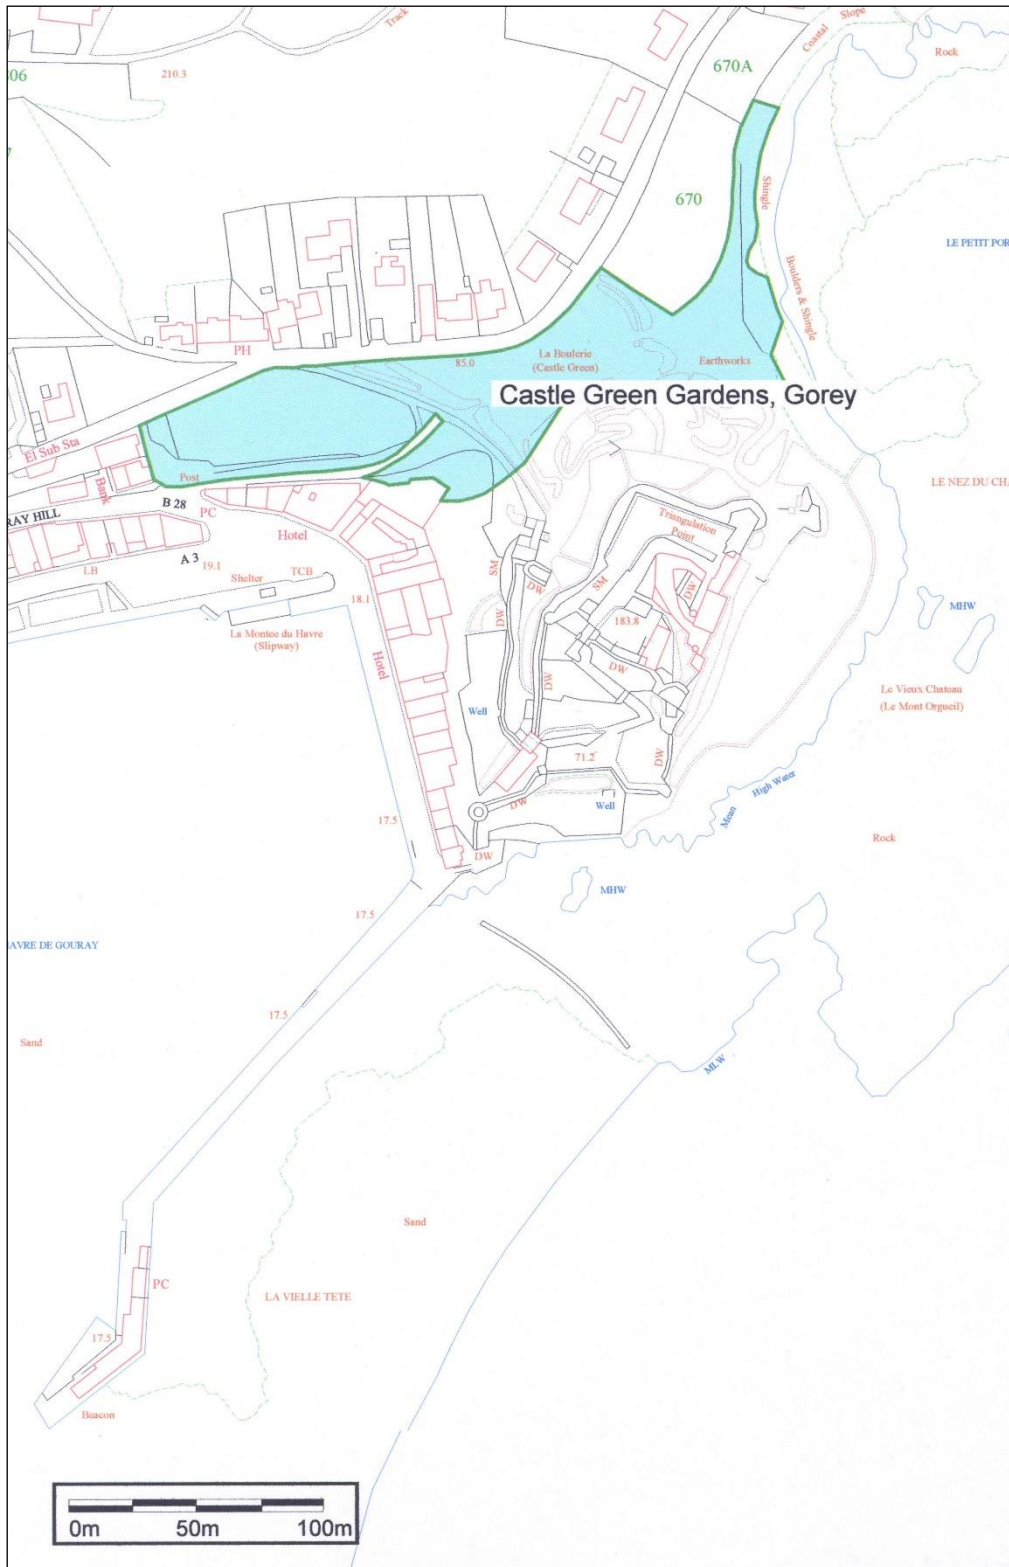 Track
Coastal Slope
Rock
06
210.3
670A
670
Shingle
LE PETIT POR
Boulders & Shingle
PH
85.0
La Boulerie
(Castle Green)
Earthworks
Castle Green Gardens, Gorey
El Sub Sta
Bank
Post
LE NEZ DU CHA
B 28
PC
RAY HILL
Hotel
A 3
Triangulation
Point
LB
19.1
Shelter
TCB
SM
DW
SM
DW
18.1
La Montee du Havre
(Slipway)
DW
183.8
MHW
Hotel
DW
DW
Le Vieux Chateau
(Le Mont Orgueil)
Well
71.2
DW
Mean High Water
17.5
DW
Well
Rock
DW
MHW
17.5
AVRE DE GOURAY
17.5
Sand
MLW
Sand
PC
LA VIELLE TETE
17.5
Beacon
0m 50m 100m